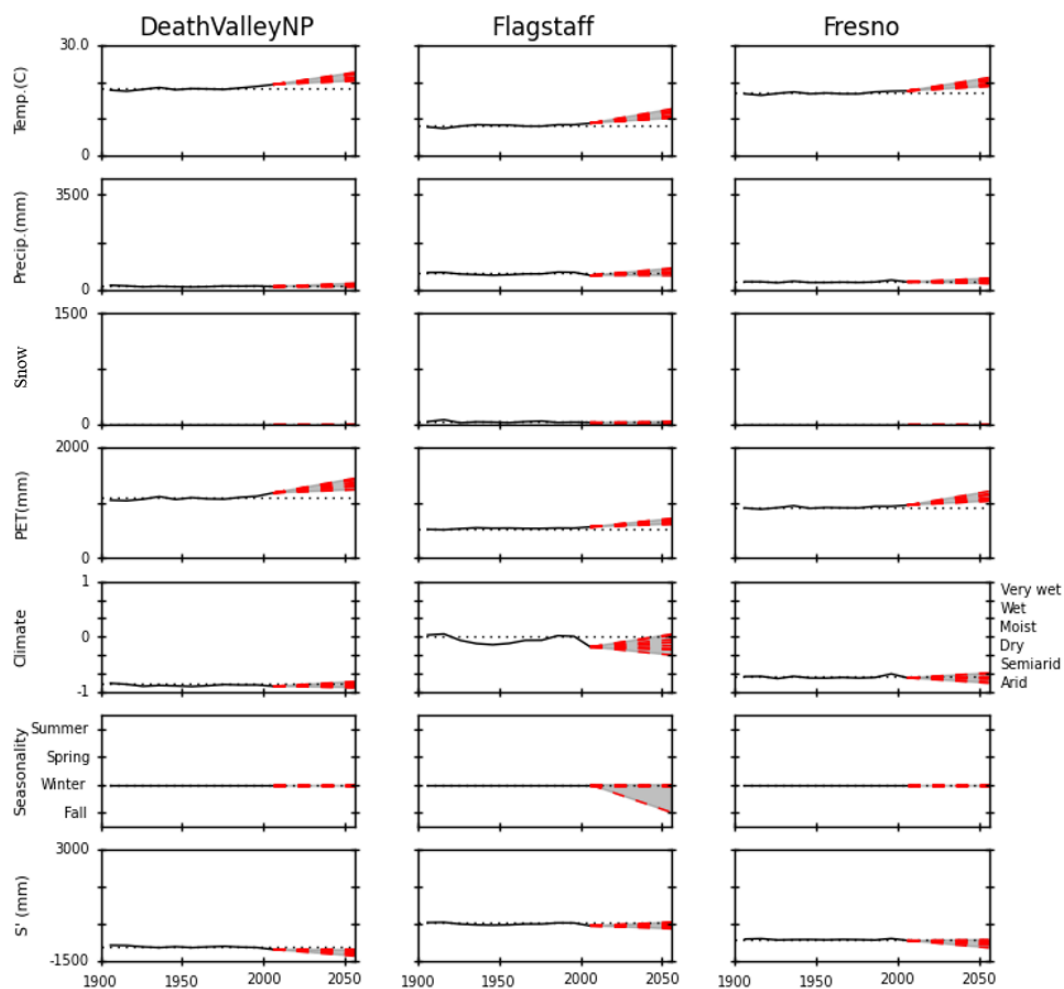 DeathValleyNP Flagstaff Fresno
30.0
Temp.(C)
0
3500
Precip.(mm)
0
1500
Snow
0
2000
PET(mm)
0
1
Climate
0
-1
Very wet
Wet
Moist
Dry
Semiarid
Arid
Seasonality
Summer
Spring
Winter
Fall
3000
S' (mm)
-1500
1900 1950 2000 2050 1900 1950 2000 2050 1900 1950 2000 2050